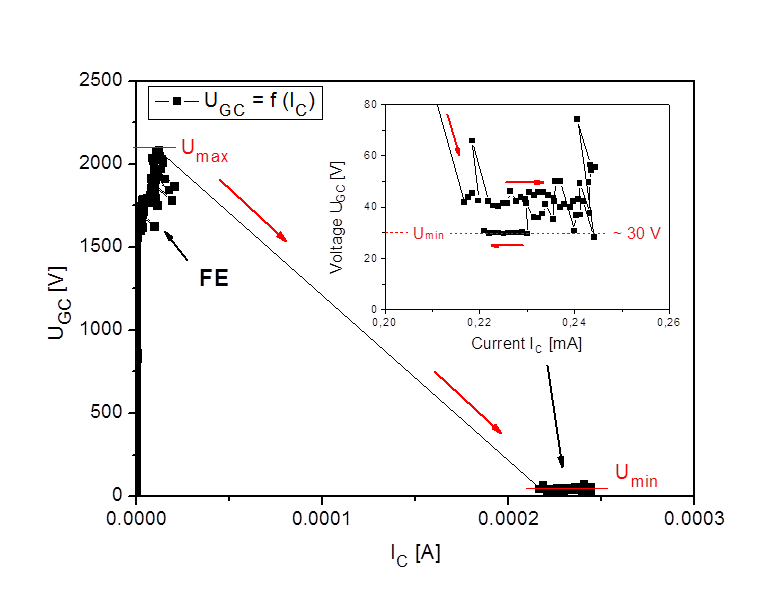 U_GC = f (I_C)
U_max
FE
U_min
2500
2000
1500
1000
500
0
U_GC [V]
0.0000
0.0001
0.0002
0.0003
I_C [A]
80
60
40
20
0
Voltage U_GC [V]
U_min
~ 30 V
0,20
0,22
0,24
0,26
Current I_C [mA]